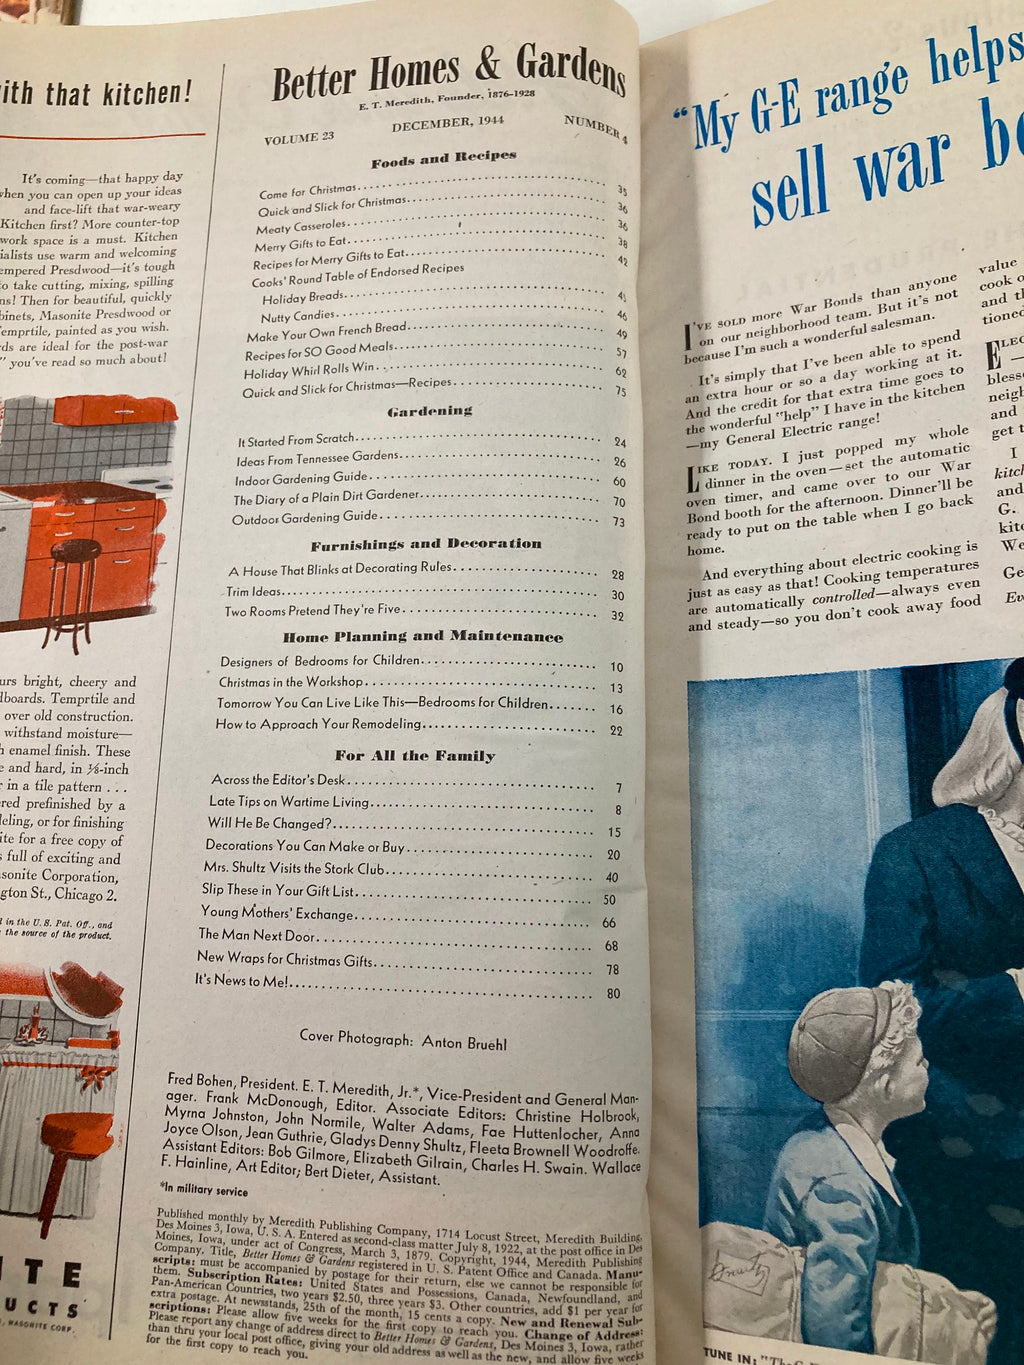 ith that kitchen!
It's coming—that happy day
when you can open up your ideas
and face-lift that war-weary
Kitchen first? More counter-top
work space is a must. Kitchen
ialists use warm and welcoming
empered Presdwood—it's tough
to take cutting, mixing, spilling
ns! Then for beautiful, quickly
binets, Masonite Presdwood or
Temprtile, painted as you wish.
rds are ideal for the post-war
" you've read so much about!
urs bright, cheery and
dboards. Temprtile and
over old construction.
withstand moisture—
h enamel finish. These
e and hard, in ⅛-inch
r in a tile pattern . . .
ered prefinished by a
deling, or for finishing
ite for a free copy of
s full of exciting and
asonite Corporation,
ngton St., Chicago 2.
d in the U. S. Pat. Off., and
the source of the product.
ITE
UCTS
, MASONITE CORP.
Better Homes & Gardens
E. T. Meredith, Founder, 1876–1928
VOLUME 23 DECEMBER, 1944 NUMBER 4
Foods and Recipes
Come for Christmas 35
Quick and Slick for Christmas 36
Meaty Casseroles 36
Merry Gifts to Eat 38
Recipes for Merry Gifts to Eat 42
Cooks' Round Table of Endorsed Recipes
Holiday Breads 45
Nutty Candies 46
Make Your Own French Bread 49
Recipes for SO Good Meals 57
Holiday Whirl Rolls Win 62
Quick and Slick for Christmas—Recipes 75
Gardening
It Started From Scratch 24
Ideas From Tennessee Gardens 26
Indoor Gardening Guide 60
The Diary of a Plain Dirt Gardener 70
Outdoor Gardening Guide 73
Furnishings and Decoration
A House That Blinks at Decorating Rules 28
Trim Ideas 30
Two Rooms Pretend They're Five 32
Home Planning and Maintenance
Designers of Bedrooms for Children 10
Christmas in the Workshop 13
Tomorrow You Can Live Like This—Bedrooms for Children 16
How to Approach Your Remodeling 22
For All the Family
Across the Editor's Desk 7
Late Tips on Wartime Living 8
Will He Be Changed? 15
Decorations You Can Make or Buy 20
Mrs. Shultz Visits the Stork Club 40
Slip These in Your Gift List 50
Young Mothers' Exchange 66
The Man Next Door 68
New Wraps for Christmas Gifts 78
It's News to Me! 80
Cover Photograph: Anton Bruehl
Fred Bohen, President. E. T. Meredith, Jr.*, Vice-President and General Man-
ager. Frank McDonough, Editor. Associate Editors: Christine Holbrook,
Myrna Johnston, John Normile, Walter Adams, Fae Huttenlocher, Anna
Joyce Olson, Jean Guthrie, Gladys Denny Shultz, Fleeta Brownell Woodroffe.
Assistant Editors: Bob Gilmore, Elizabeth Gilrain, Charles H. Swain. Wallace
F. Hainline, Art Editor; Bert Dieter, Assistant.
*In military service
Published monthly by Meredith Publishing Company, 1714 Locust Street, Meredith Building,
Des Moines 3, Iowa, U. S. A. Entered as second-class matter July 8, 1922, at the post office in Des
Moines, Iowa, under act of Congress, March 3, 1879. Copyright, 1944, Meredith Publishing
Company. Title, Better Homes & Gardens registered in U. S. Patent Office and Canada. Manu-
scripts: must be accompanied by postage for their return, else we cannot be responsible for
them. Subscription Rates: United States and Possessions, Canada, Newfoundland, and
Pan-American Countries, two years $2.50, three years $3. Other countries, add $1 per year for
extra postage. At newsstands, 25th of the month, 15 cents a copy. New and Renewal Sub-
scriptions: Please allow five weeks for the first copy to reach you. Change of Address:
Please report any change of address direct to Better Homes & Gardens, Des Moines 3, Iowa, rather
than thru your local post office, giving your old address as well as the new, and allow five weeks
for the first copy to reach you.
"My G-E range helps
sell war bo
I'VE SOLD more War Bonds than anyone
on our neighborhood team. But it's not
because I'm such a wonderful salesman.
It's simply that I've been able to spend
an extra hour or so a day working at it.
And the credit for that extra time goes to
the wonderful "help" I have in the kitchen
—my General Electric range!
LIKE TODAY. I just popped my whole
dinner in the oven—set the automatic
oven timer, and came over to our War
Bond booth for the afternoon. Dinner'll be
ready to put on the table when I go back
home.
And everything about electric cooking is
just as easy as that! Cooking temperatures
are automatically controlled—always even
and steady—so you don't cook away food
value
cook o
and th
tioned
ELEC
—
blesse
neigh
and
get t
I
kitch
and
G.
kitc
We
Ge
Ev
TUNE IN: "The G-E